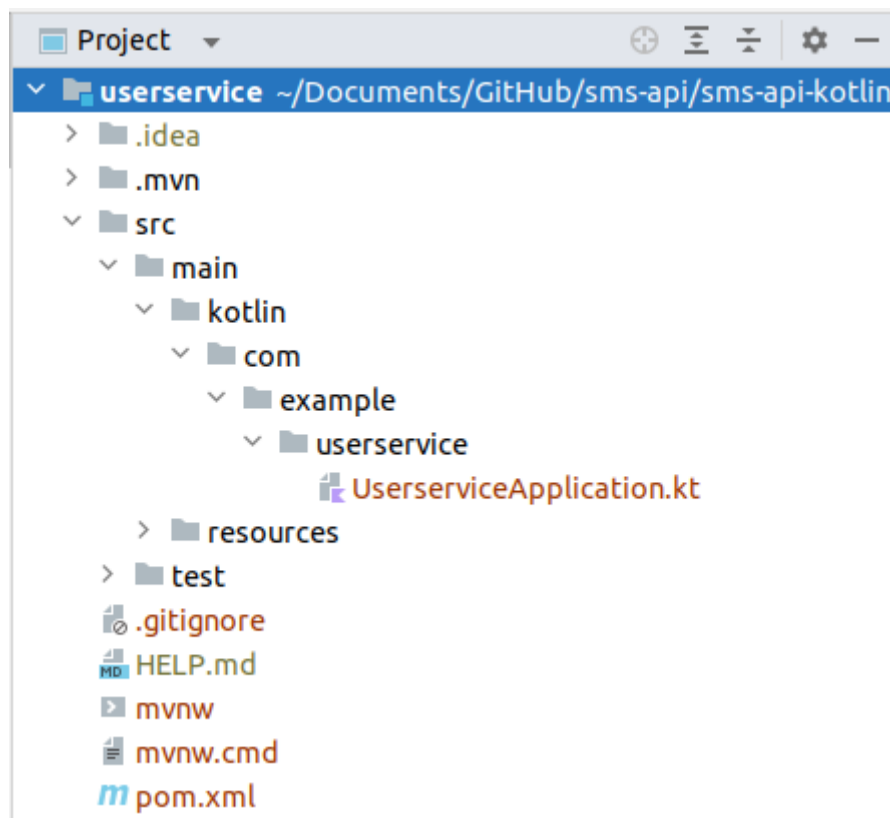 Project
userservice ~/Documents/GitHub/sms-api/sms-api-kotlin
.idea
.mvn
src
main
kotlin
com
example
userservice
UserserviceApplication.kt
resources
test
.gitignore
MD HELP.md
mvnw
mvnw.cmd
m pom.xml